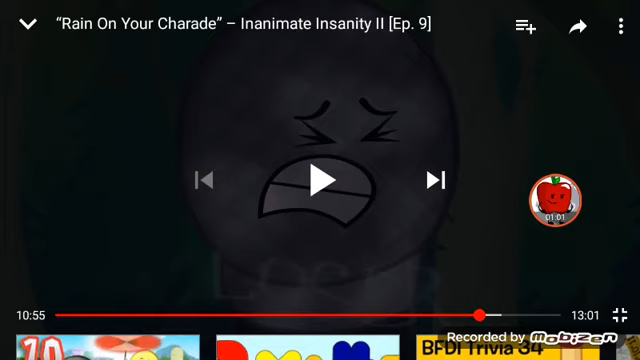 “Rain On Your Charade” – Inanimate Insanity II [Ep. 9]
01:01
10:55
13:01
Recorded by
mobizen
10
BFDI Trivia 34